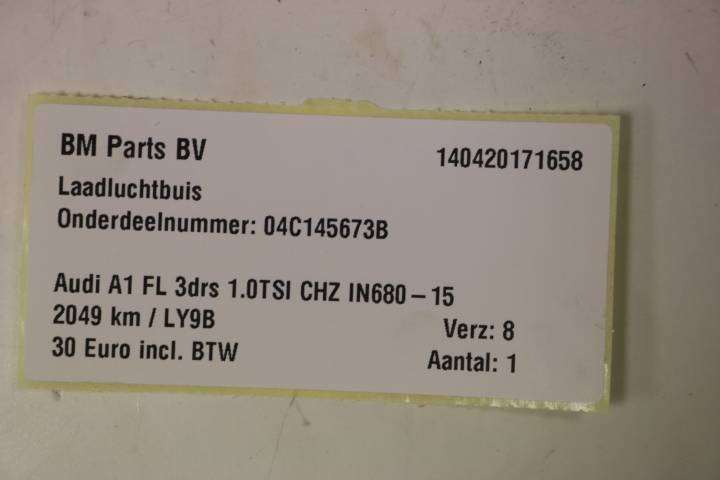 BM Parts BV 140420171658
Laadluchtbuis
Onderdeelnummer: 04C145673B
Audi A1 FL 3drs 1.0TSI CHZ IN680-15
2049 km / LY9B Verz: 8
30 Euro incl. BTW Aantal: 1